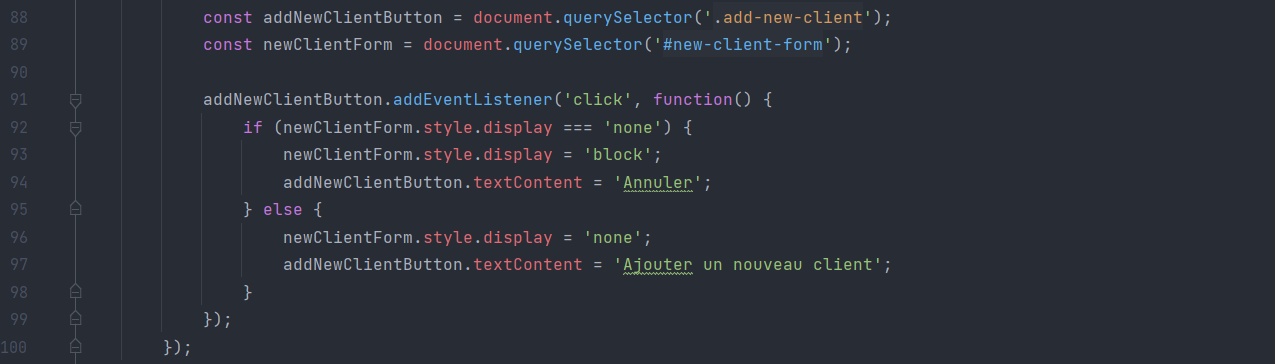 88 const addNewClientButton = document.querySelector('.add-new-client');
89 const newClientForm = document.querySelector('#new-client-form');
90
91 addNewClientButton.addEventListener('click', function() {
92 if (newClientForm.style.display === 'none') {
93 newClientForm.style.display = 'block';
94 addNewClientButton.textContent = 'Annuler';
95 } else {
96 newClientForm.style.display = 'none';
97 addNewClientButton.textContent = 'Ajouter un nouveau client';
98 }
99 });
100 });